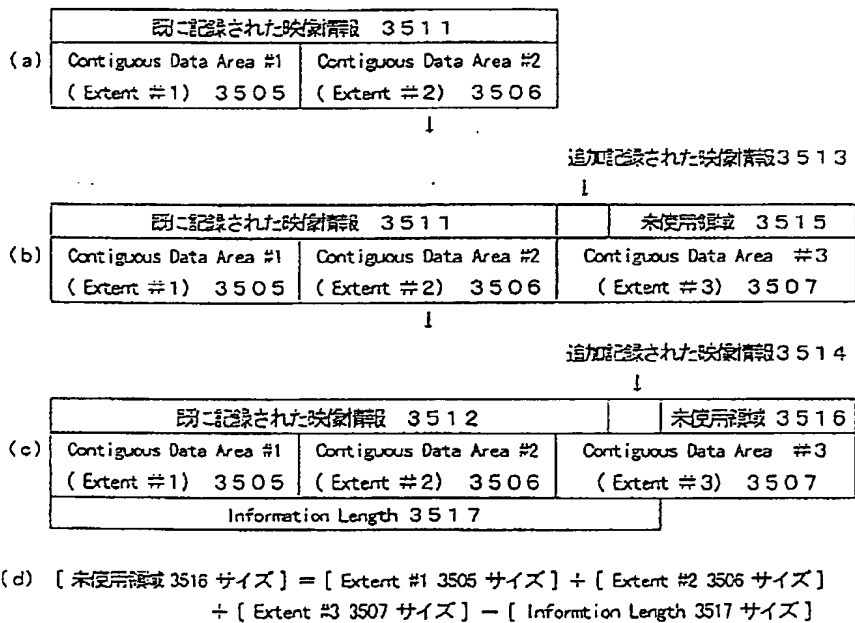 既に記録された映像情報 3511
(a) Contiguous Data Area #1 Contiguous Data Area #2
(Extent #1) 3505 (Extent #2) 3506
追加記録された映像情報3513
既に記録された映像情報 3511 未使用領域 3515
(b) Contiguous Data Area #1 Contiguous Data Area #2 Contiguous Data Area #3
(Extent #1) 3505 (Extent #2) 3506 (Extent #3) 3507
追加記録された映像情報3514
既に記録された映像情報 3512 未使用領域 3516
(c) Contiguous Data Area #1 Contiguous Data Area #2 Contiguous Data Area #3
(Extent #1) 3505 (Extent #2) 3506 (Extent #3) 3507
Information Length 3517
(d) [未使用領域 3516 サイズ] = [Extent #1 3505 サイズ] + [Extent #2 3506 サイズ]
+ [Extent #3 3507 サイズ] − [Informtion Length 3517 サイズ]